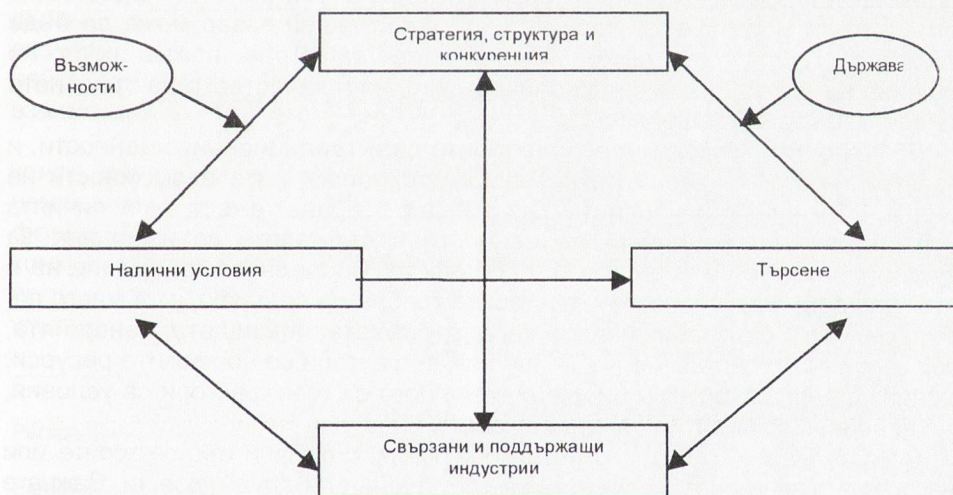 Стратегия, структура и
конкуренция
Възмож-
ности
Държава
Налични условия
Търсене
Свързани и поддържащи
индустрии